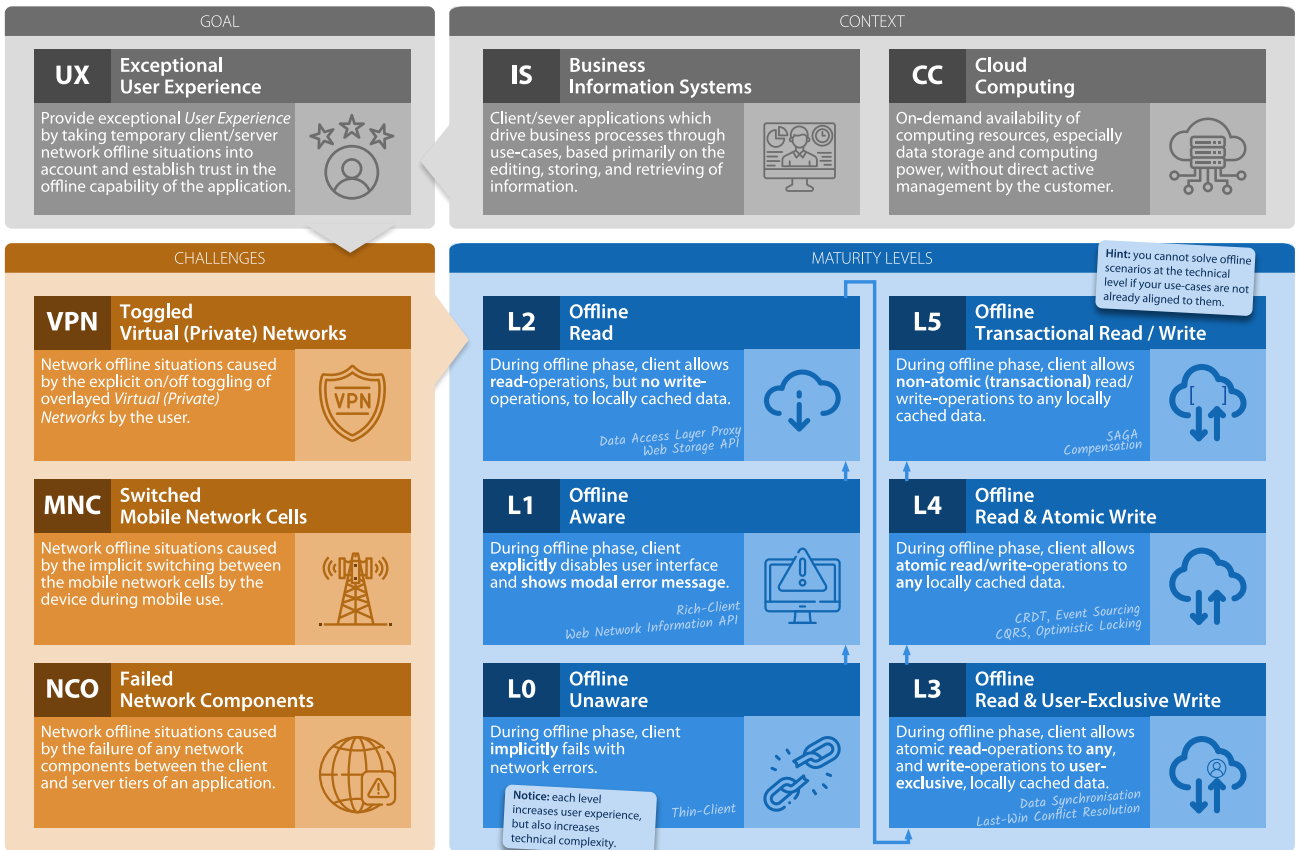 GOAL
UX
Exceptional
User Experience
Provide exceptional User Experience
by taking temporary client/server
network offline situations into
account and establish trust in the
offline capability of the application.
CONTEXT
IS
Business
Information Systems
Client/sever applications which
drive business processes through
use-cases, based primarily on the
editing, storing, and retrieving of
information.
CC
Cloud
Computing
On-demand availability of
computing resources, especially
data storage and computing
power, without direct active
management by the customer.
CHALLENGES
VPN
Toggled
Virtual (Private) Networks
Network offline situations caused
by the explicit on/off toggling of
overlayed Virtual (Private)
Networks by the user.
VPN
MNC
Switched
Mobile Network Cells
Network offline situations caused
by the implicit switching between
the mobile network cells by the
device during mobile use.
NCO
Failed
Network Components
Network offline situations caused
by the failure of any network
components between the client
and server tiers of an application.
MATURITY LEVELS
Hint: you cannot solve offline
scenarios at the technical
level if your use-cases are not
already aligned to them.
L2
Offline
Read
During offline phase, client allows
read-operations, but no write-
operations, to locally cached data.
Data Access Layer Proxy
Web Storage API
L1
Offline
Aware
During offline phase, client
explicitly disables user interface
and shows modal error message.
Rich-Client
Web Network Information API
L0
Offline
Unaware
During offline phase, client
implicitly fails with
network errors.
Thin-Client
Notice: each level
increases user experience,
but also increases
technical complexity.
L5
Offline
Transactional Read / Write
During offline phase, client allows
non-atomic (transactional) read/
write-operations to any locally
cached data.
SAGA
Compensation
[ ]
L4
Offline
Read & Atomic Write
During offline phase, client allows
atomic read/write-operations to
any locally cached data.
CRDT, Event Sourcing
CQRS, Optimistic Locking
L3
Offline
Read & User-Exclusive Write
During offline phase, client allows
atomic read-operations to any,
and write-operations to user-
exclusive, locally cached data.
Data Synchronisation
Last-Win Conflict Resolution